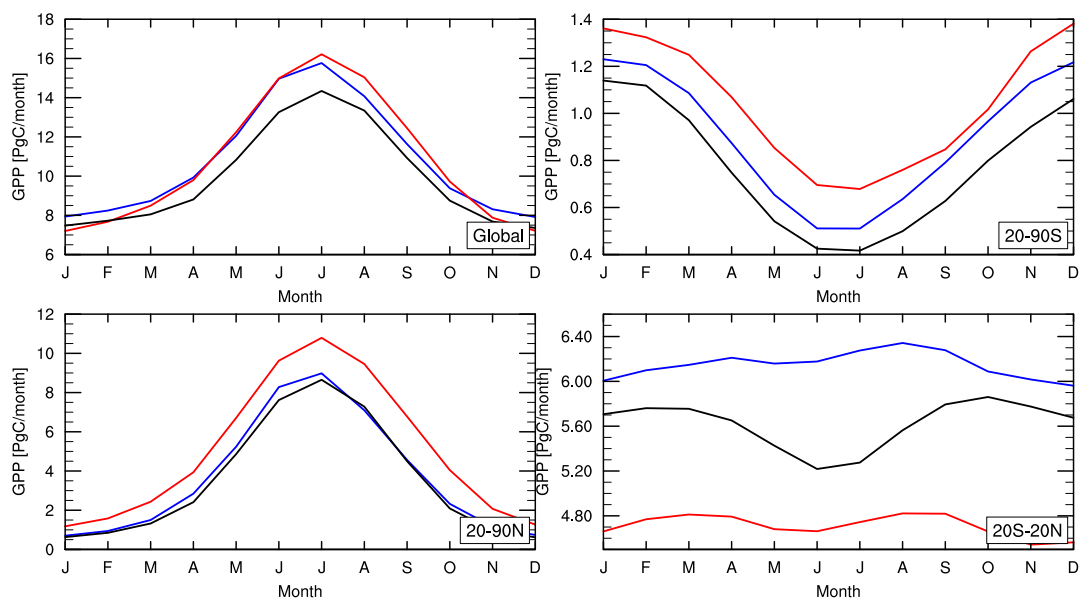 18
16
14
12
10
8
6
GPP [PgC/month]
J F M A M J J A S O N D
Month
Global
1.4
1.2
1.0
0.8
0.6
0.4
GPP [PgC/month]
J F M A M J J A S O N D
Month
20-90S
12
10
8
6
4
2
0
GPP [PgC/month]
J F M A M J J A S O N D
Month
20-90N
6.40
6.00
5.60
5.20
4.80
GPP [PgC/month]
J F M A M J J A S O N D
Month
20S-20N